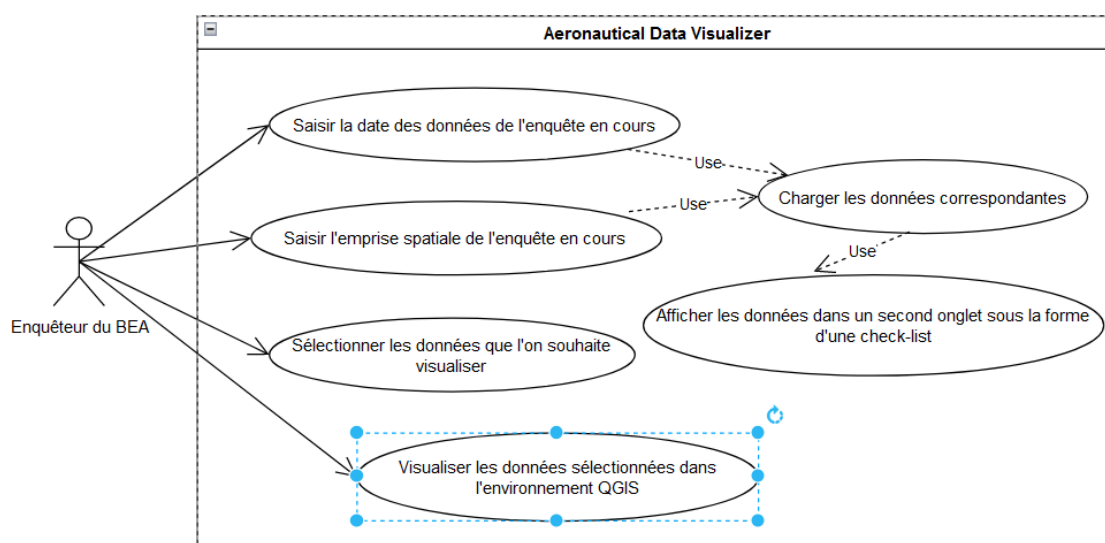 Aeronautical Data Visualizer
Saisir la date des données de l'enquête en cours
Use
Charger les données correspondantes
Use
Saisir l'emprise spatiale de l'enquête en cours
Use
Enquêteur du BEA
Afficher les données dans un second onglet sous la forme
d'une check-list
Sélectionner les données que l'on souhaite
visualiser
Visualiser les données sélectionnées dans
l'environnement QGIS